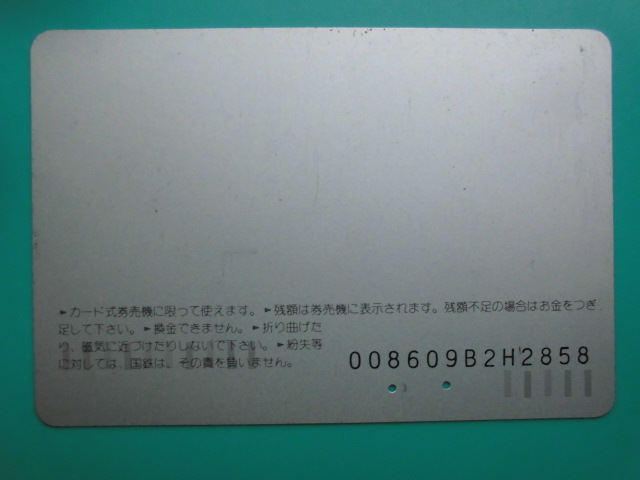 ►カード式券売機に限って使えます。►残額は券売機に表示されます。残額不足の場合はお金をつぎ
足して下さい。►換金できません。►折り曲げた
り、磁気に近づけたりしないで下さい。►紛失等
に対しては、国鉄は、その責を負いません。
008609B2H2858